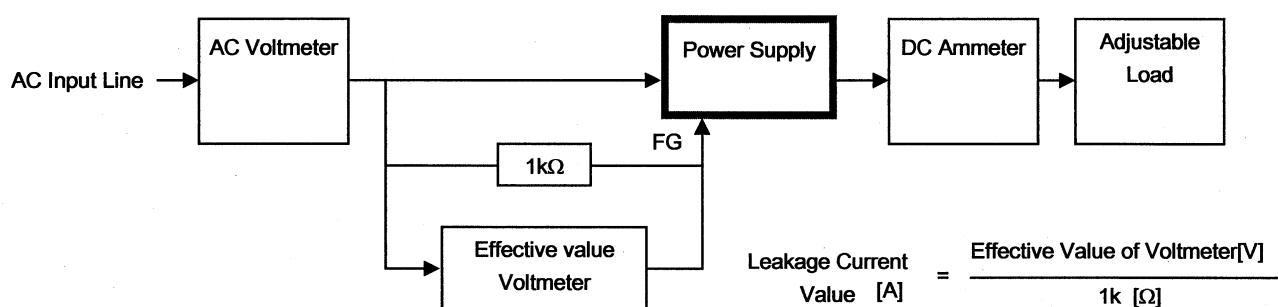 AC Input Line
AC Voltmeter
Power Supply
DC Ammeter
Adjustable
Load
FG
1kΩ
Effective value
Voltmeter
Leakage Current
Value [A]
=
Effective Value of Voltmeter[V]
1k [Ω]